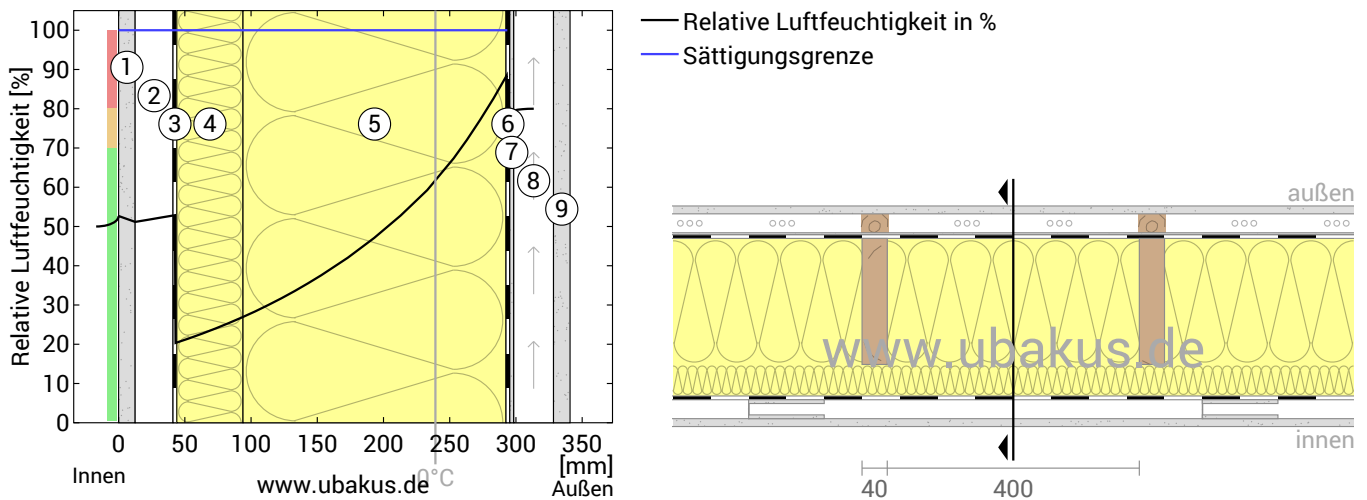 Relative Luftfeuchtigkeit [%]
100
90
80
70
60
50
40
30
20
10
0
1
2
3
4
5
6
7
8
9
0 50 100 150 200 250 300 350
[mm]
0°C
Innen
www.ubakus.de
Außen
Relative Luftfeuchtigkeit in %
Sättigungsgrenze
außen
www.ubakus.de
innen
40
400